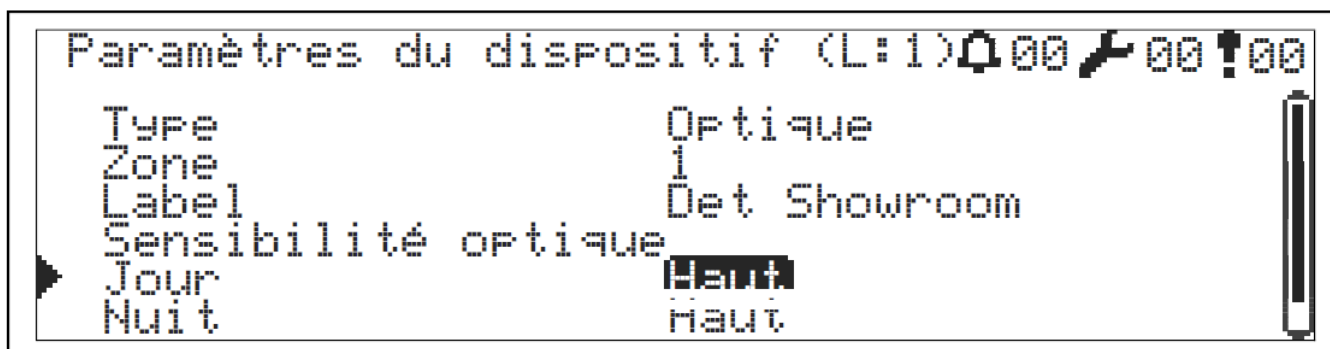 Paramètres du dispositif (L:1) 00 00 00
Type Optique
Zone 1
Label Det Showroom
Sensibilité optique
Jour Haut
Nuit Haut